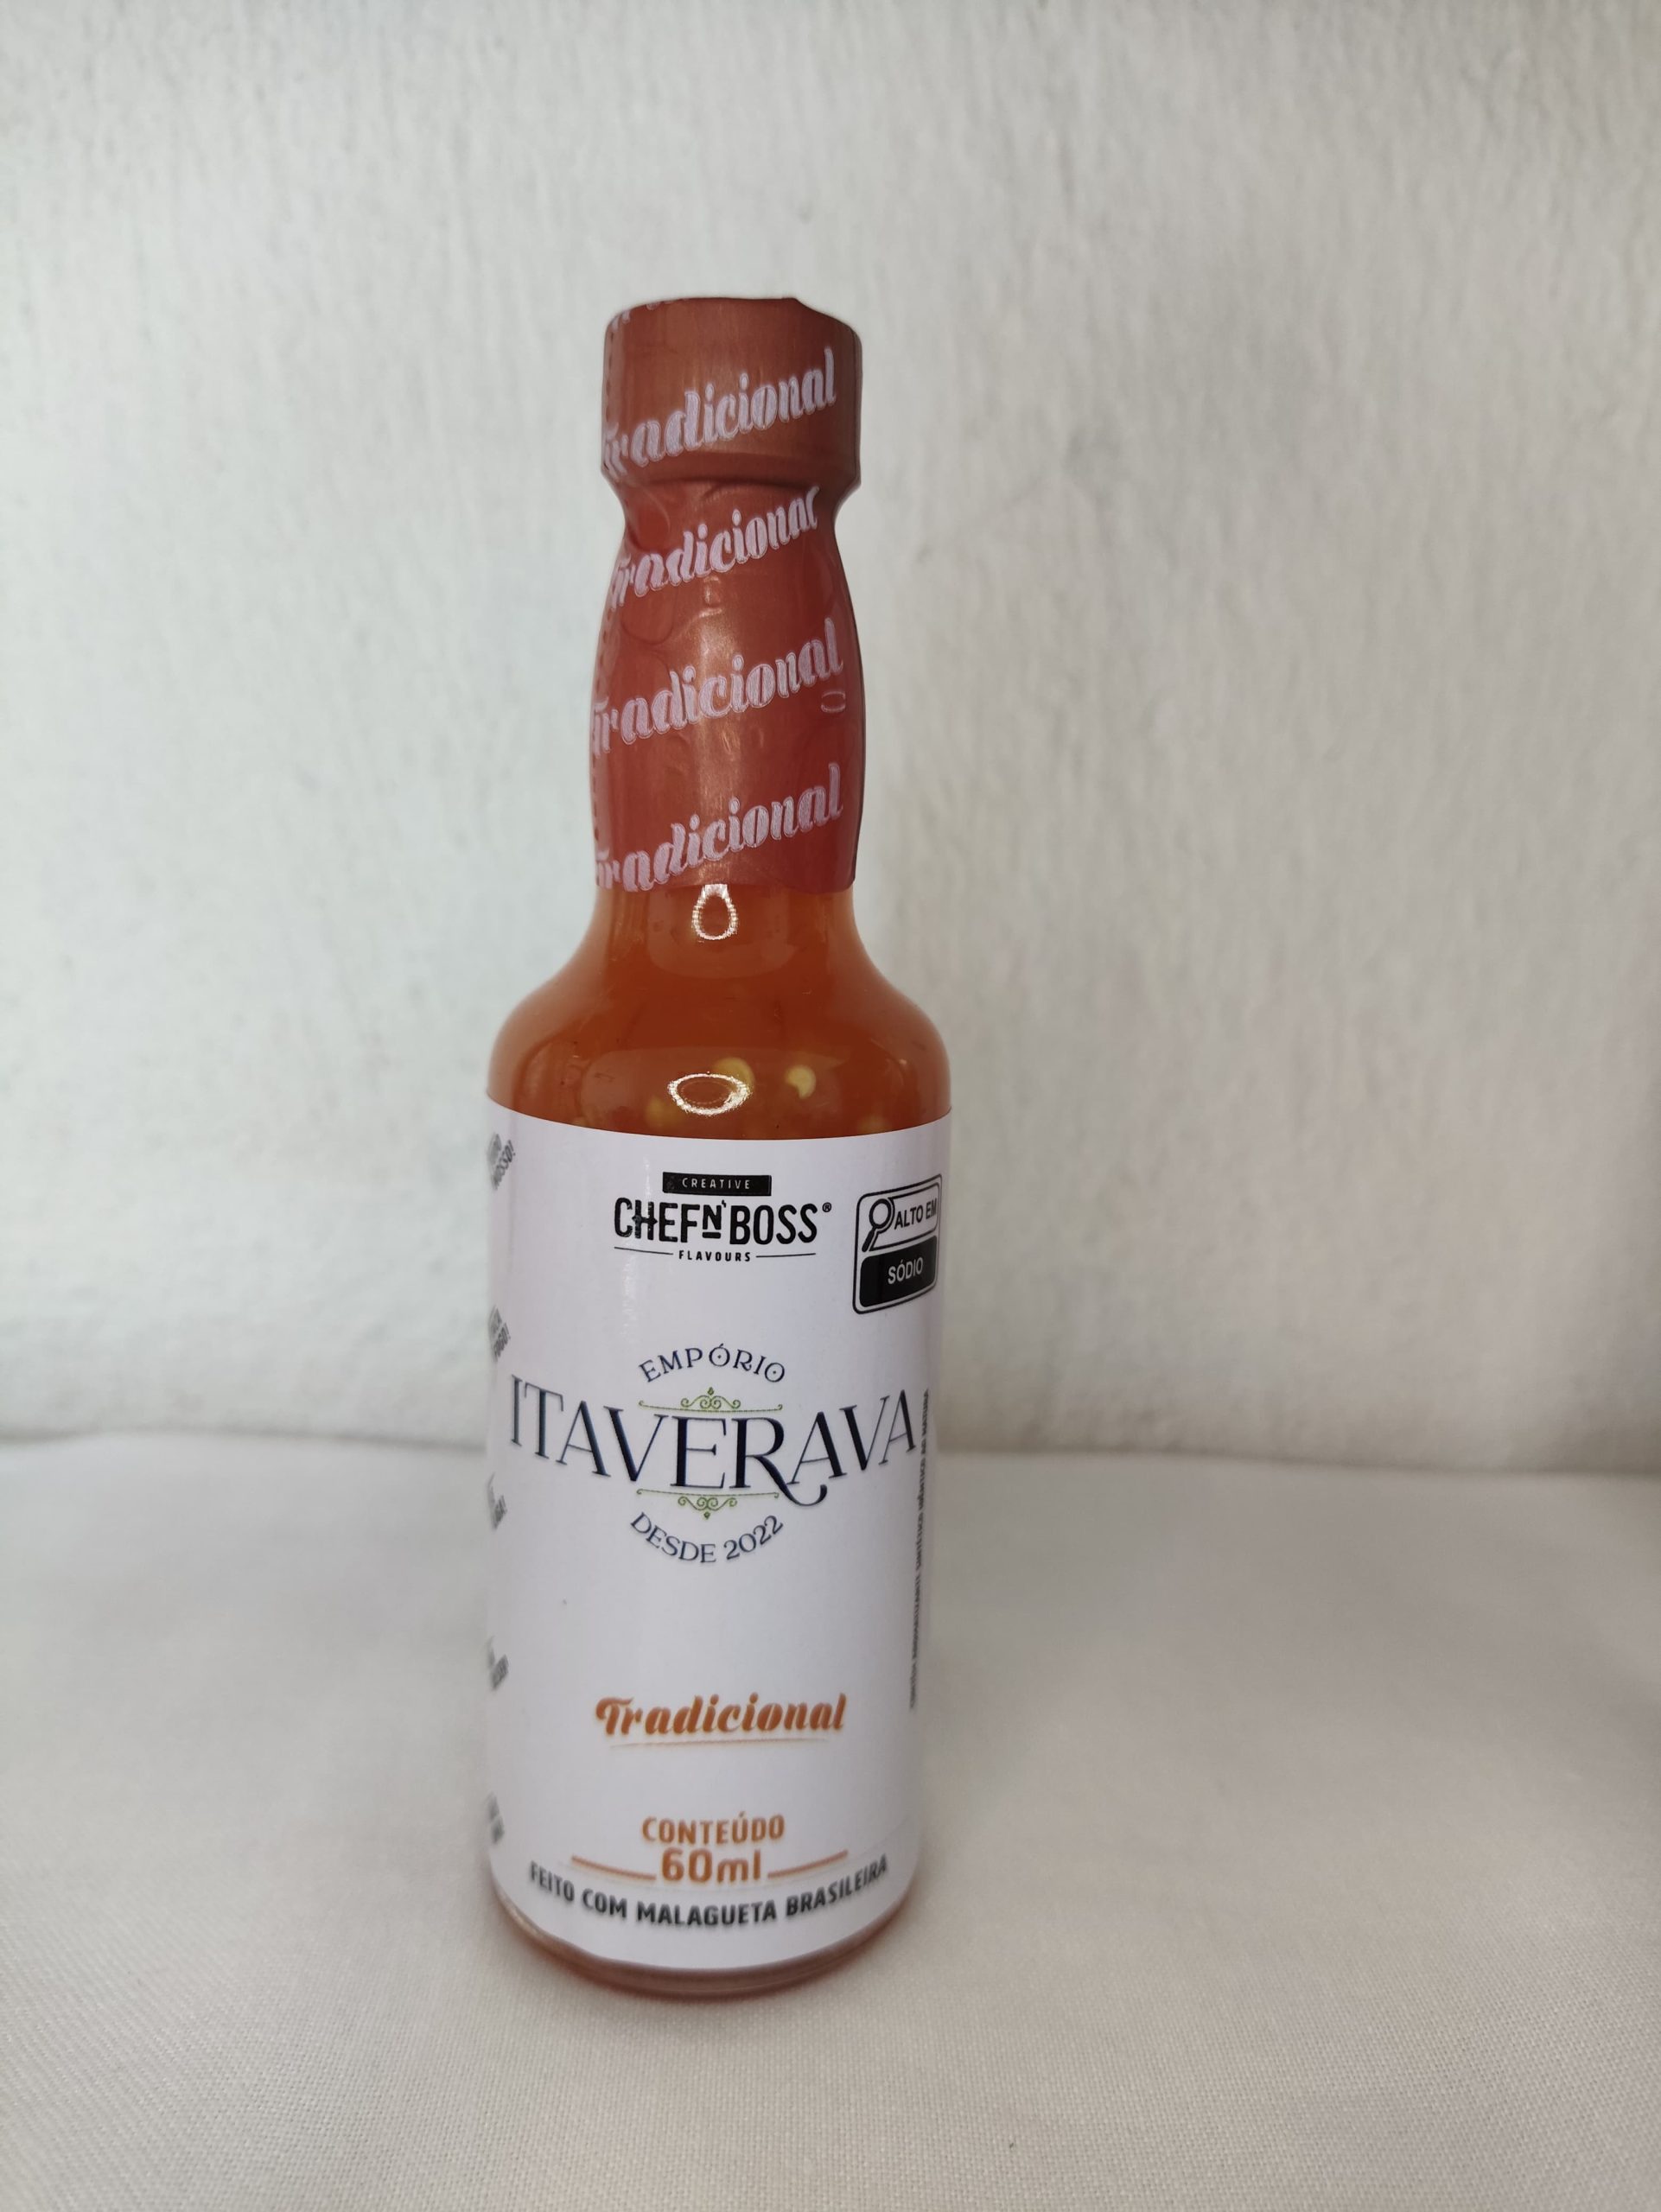 Tradicional
Tradicional
Tradicional
Tradicional
CREATIVE
CHEF N' BOSS®
FLAVOURS
ALTO EM
SÓDIO
EMPÓRIO
ITAVERAVA
DESDE 2022
Tradicional
CONTEÚDO
60ml
FEITO COM MALAGUETA BRASILEIRA